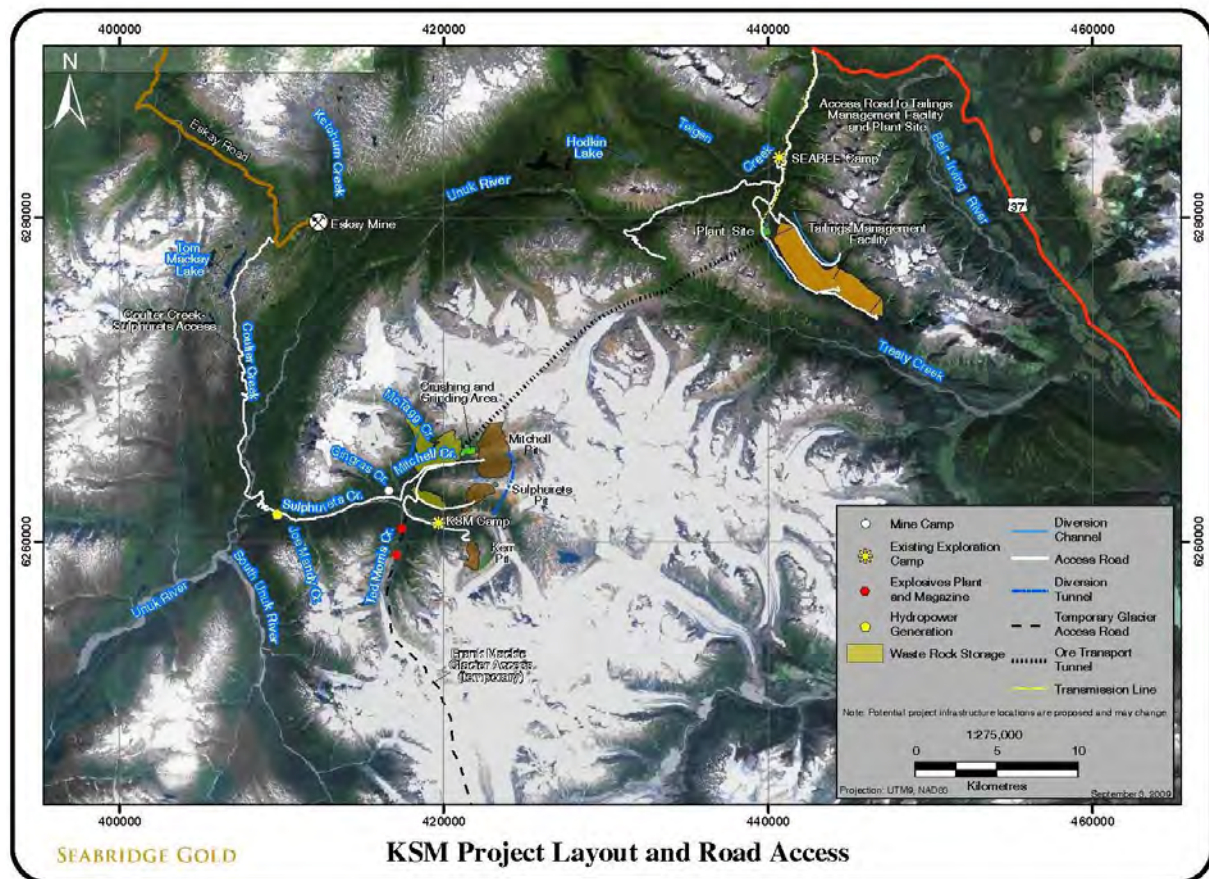 400000
420000
440000
460000
N
Eskay Road
Ketchum Creek
Eskay Mine
Tom
Mackay
Lake
Coulter Creek-
Sulphurets Access
Coulter Creek
Unuk River
Hodkin
Lake
Teigen
Creek
Access Road to Tailings
Management Facility
and Plant Site
SEABEE Camp
Bell-Irving River
37
Plant Site
Tailings Management
Facility
Treaty Creek
6280000
6280000
Crushing and
Grinding Area
McTagg Cr.
Gingras Cr.
Mitchell Cr.
Mitchell
Pit
Sulphurets Cr.
Sulphurets
Pit
KSM Camp
Kerr
Pit
Ted Morris Cr.
Unuk River
South Unuk River
Frank Mackie
Glacier Access
(temporary)
6260000
6260000
Mine Camp
Existing Exploration
Camp
Explosives Plant
and Magazine
Hydropower
Generation
Waste Rock Storage
Diversion
Channel
Access Road
Diversion
Tunnel
Temporary Glacier
Access Road
Ore Transport
Tunnel
Transmission Line
Note: Potential project infrastructure locations are proposed and may change
1:275,000
0 5 10
Kilometres
Projection: UTM9, NAD83
September 3, 2009
400000
420000
440000
460000
SEABRIDGE GOLD
KSM Project Layout and Road Access